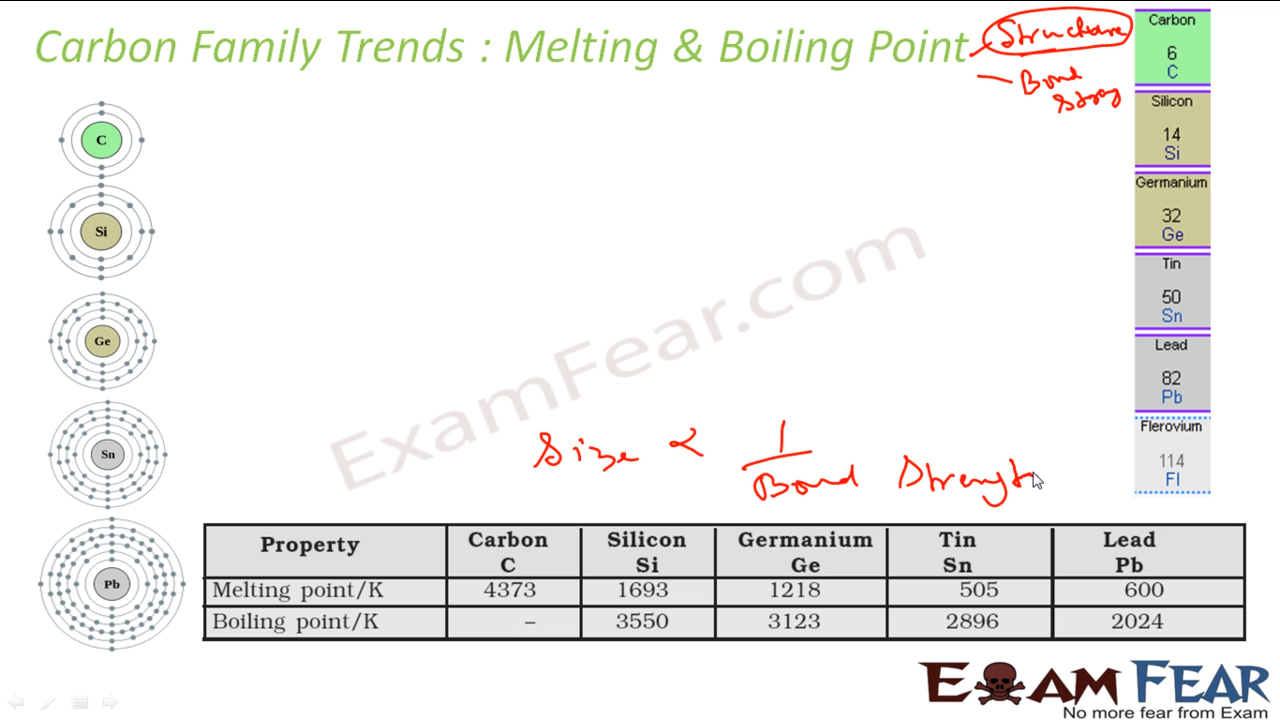 Carbon Family Trends : Melting & Boiling Point
Structure
Bond
Strong
Carbon
6
C
Silicon
14
Si
Germanium
32
Ge
Tin
50
Sn
Lead
82
Pb
Flerovium
114
Fl
C
Si
Ge
Sn
Pb
ExamFear.com
Size ∝ 1
Bond Strength
Property Carbon Silicon Germanium Tin Lead
C Si Ge Sn Pb
Melting point/K 4373 1693 1218 505 600
Boiling point/K – 3550 3123 2896 2024
EXAM FEAR
No more fear from Exam